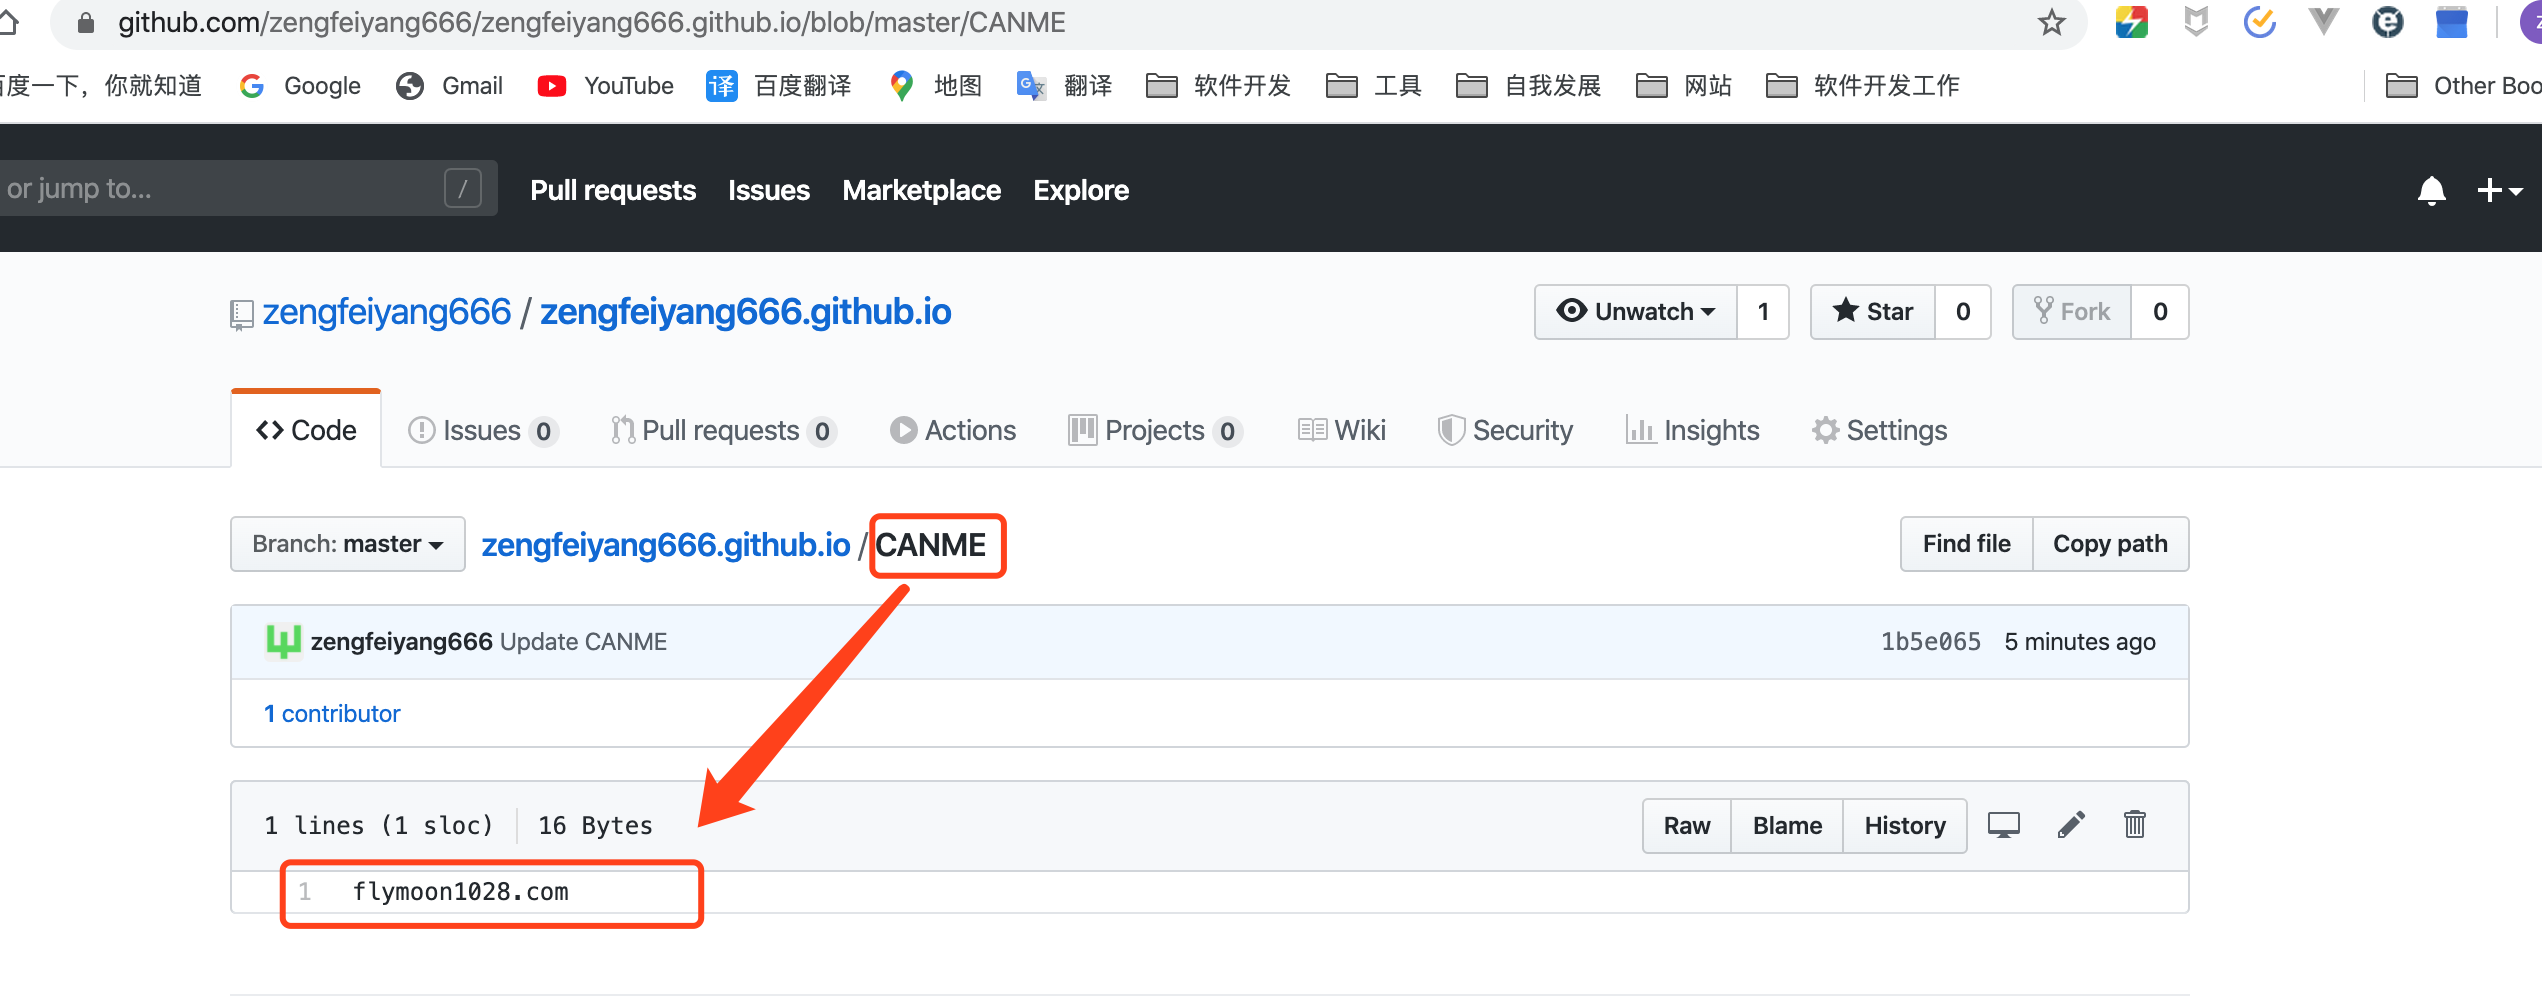 github.com/zengfeiyang666/zengfeiyang666.github.io/blob/master/CANME
百度一下，你就知道 Google Gmail YouTube 译 百度翻译 地图 翻译 软件开发 工具 自我发展 网站 软件开发工作 Other Boo
or jump to... / Pull requests Issues Marketplace Explore
zengfeiyang666 / zengfeiyang666.github.io Unwatch 1 Star 0 Fork 0
Code Issues 0 Pull requests 0 Actions Projects 0 Wiki Security Insights Settings
Branch: master zengfeiyang666.github.io / CANME Find file Copy path
zengfeiyang666 Update CANME 1b5e065 5 minutes ago
1 contributor
1 lines (1 sloc) 16 Bytes Raw Blame History
1 flymoon1028.com